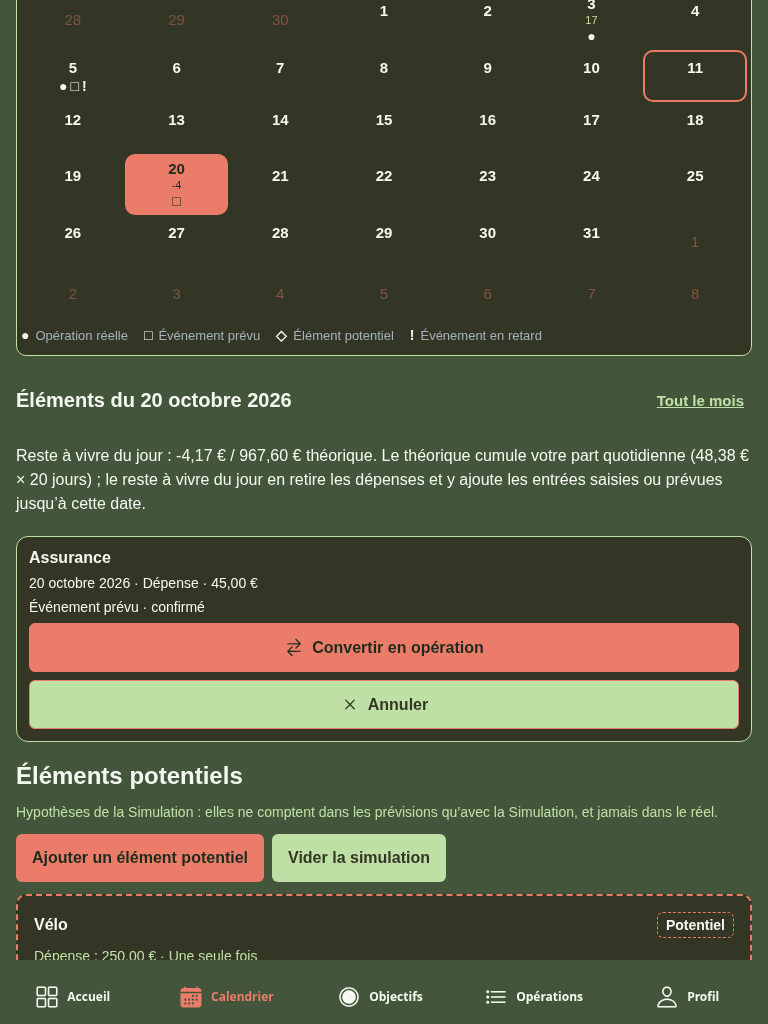 28 29 30 1 2 3 4
17
●
5 6 7 8 9 10 11
● □ !
12 13 14 15 16 17 18
19 20 21 22 23 24 25
-4
□
26 27 28 29 30 31 1
2 3 4 5 6 7 8
● Opération réelle □ Événement prévu ◇ Élément potentiel ! Événement en retard
Éléments du 20 octobre 2026 Tout le mois
Reste à vivre du jour : -4,17 € / 967,60 € théorique. Le théorique cumule votre part quotidienne (48,38 €
× 20 jours) ; le reste à vivre du jour en retire les dépenses et y ajoute les entrées saisies ou prévues
jusqu’à cette date.
Assurance
20 octobre 2026 · Dépense · 45,00 €
Événement prévu · confirmé
Convertir en opération
Annuler
Éléments potentiels
Hypothèses de la Simulation : elles ne comptent dans les prévisions qu’avec la Simulation, et jamais dans le réel.
Ajouter un élément potentiel Vider la simulation
Vélo Potentiel
Dépense : 250,00 € · Une seule fois
Accueil Calendrier Objectifs Opérations Profil